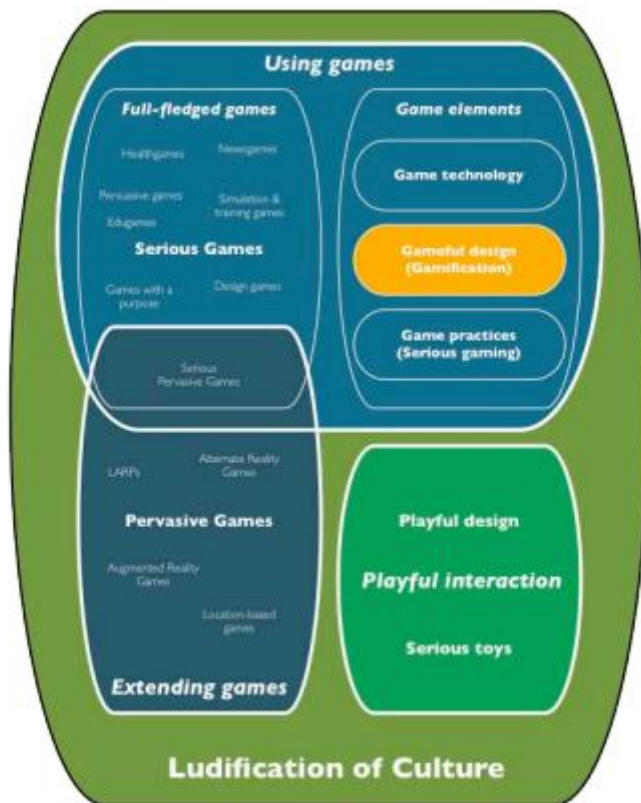 Using games
Full-fledged games
Game elements
Healthgames
Newsgames
Game technology
Persuasive games
Simulation &
training games
Edugames
Serious Games
Gameful design
(Gamification)
Games with a
purpose
Design games
Game practices
(Serious gaming)
Serious
Pervasive Games
LARPs
Alternate Reality
Games
Pervasive Games
Augmented Reality
Games
Location-based
games
Extending games
Playful design
Playful interaction
Serious toys
Ludification of Culture